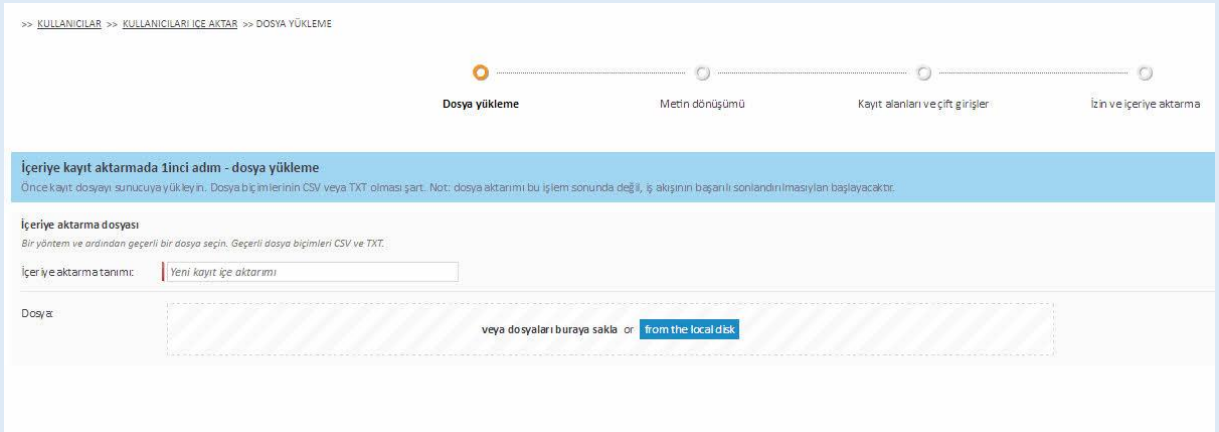 >> KULLANICILAR >> KULLANICILARI İÇE AKTAR >> DOSYA YÜKLEME
Dosya yükleme Metin dönüşümü Kayıt alanları ve çift girişler İzin ve içeriye aktarma
İçeriye kayıt aktarmada 1inci adım - dosya yükleme
Önce kayıt dosyayı sunucuya yükleyin. Dosya biçimlerinin CSV veya TXT olması şart. Not: dosya aktarımı bu işlem sonunda değil, iş akışının başarılı sonlandırılmasıylan başlayacaktır.
İçeriye aktarma dosyası
Bir yöntem ve ardından geçerli bir dosya seçin. Geçerli dosya biçimleri CSV ve TXT.
İçeriye aktarma tanımı: Yeni kayıt içe aktarımı
Dosya: veya dosyaları buraya sakla or from the local disk